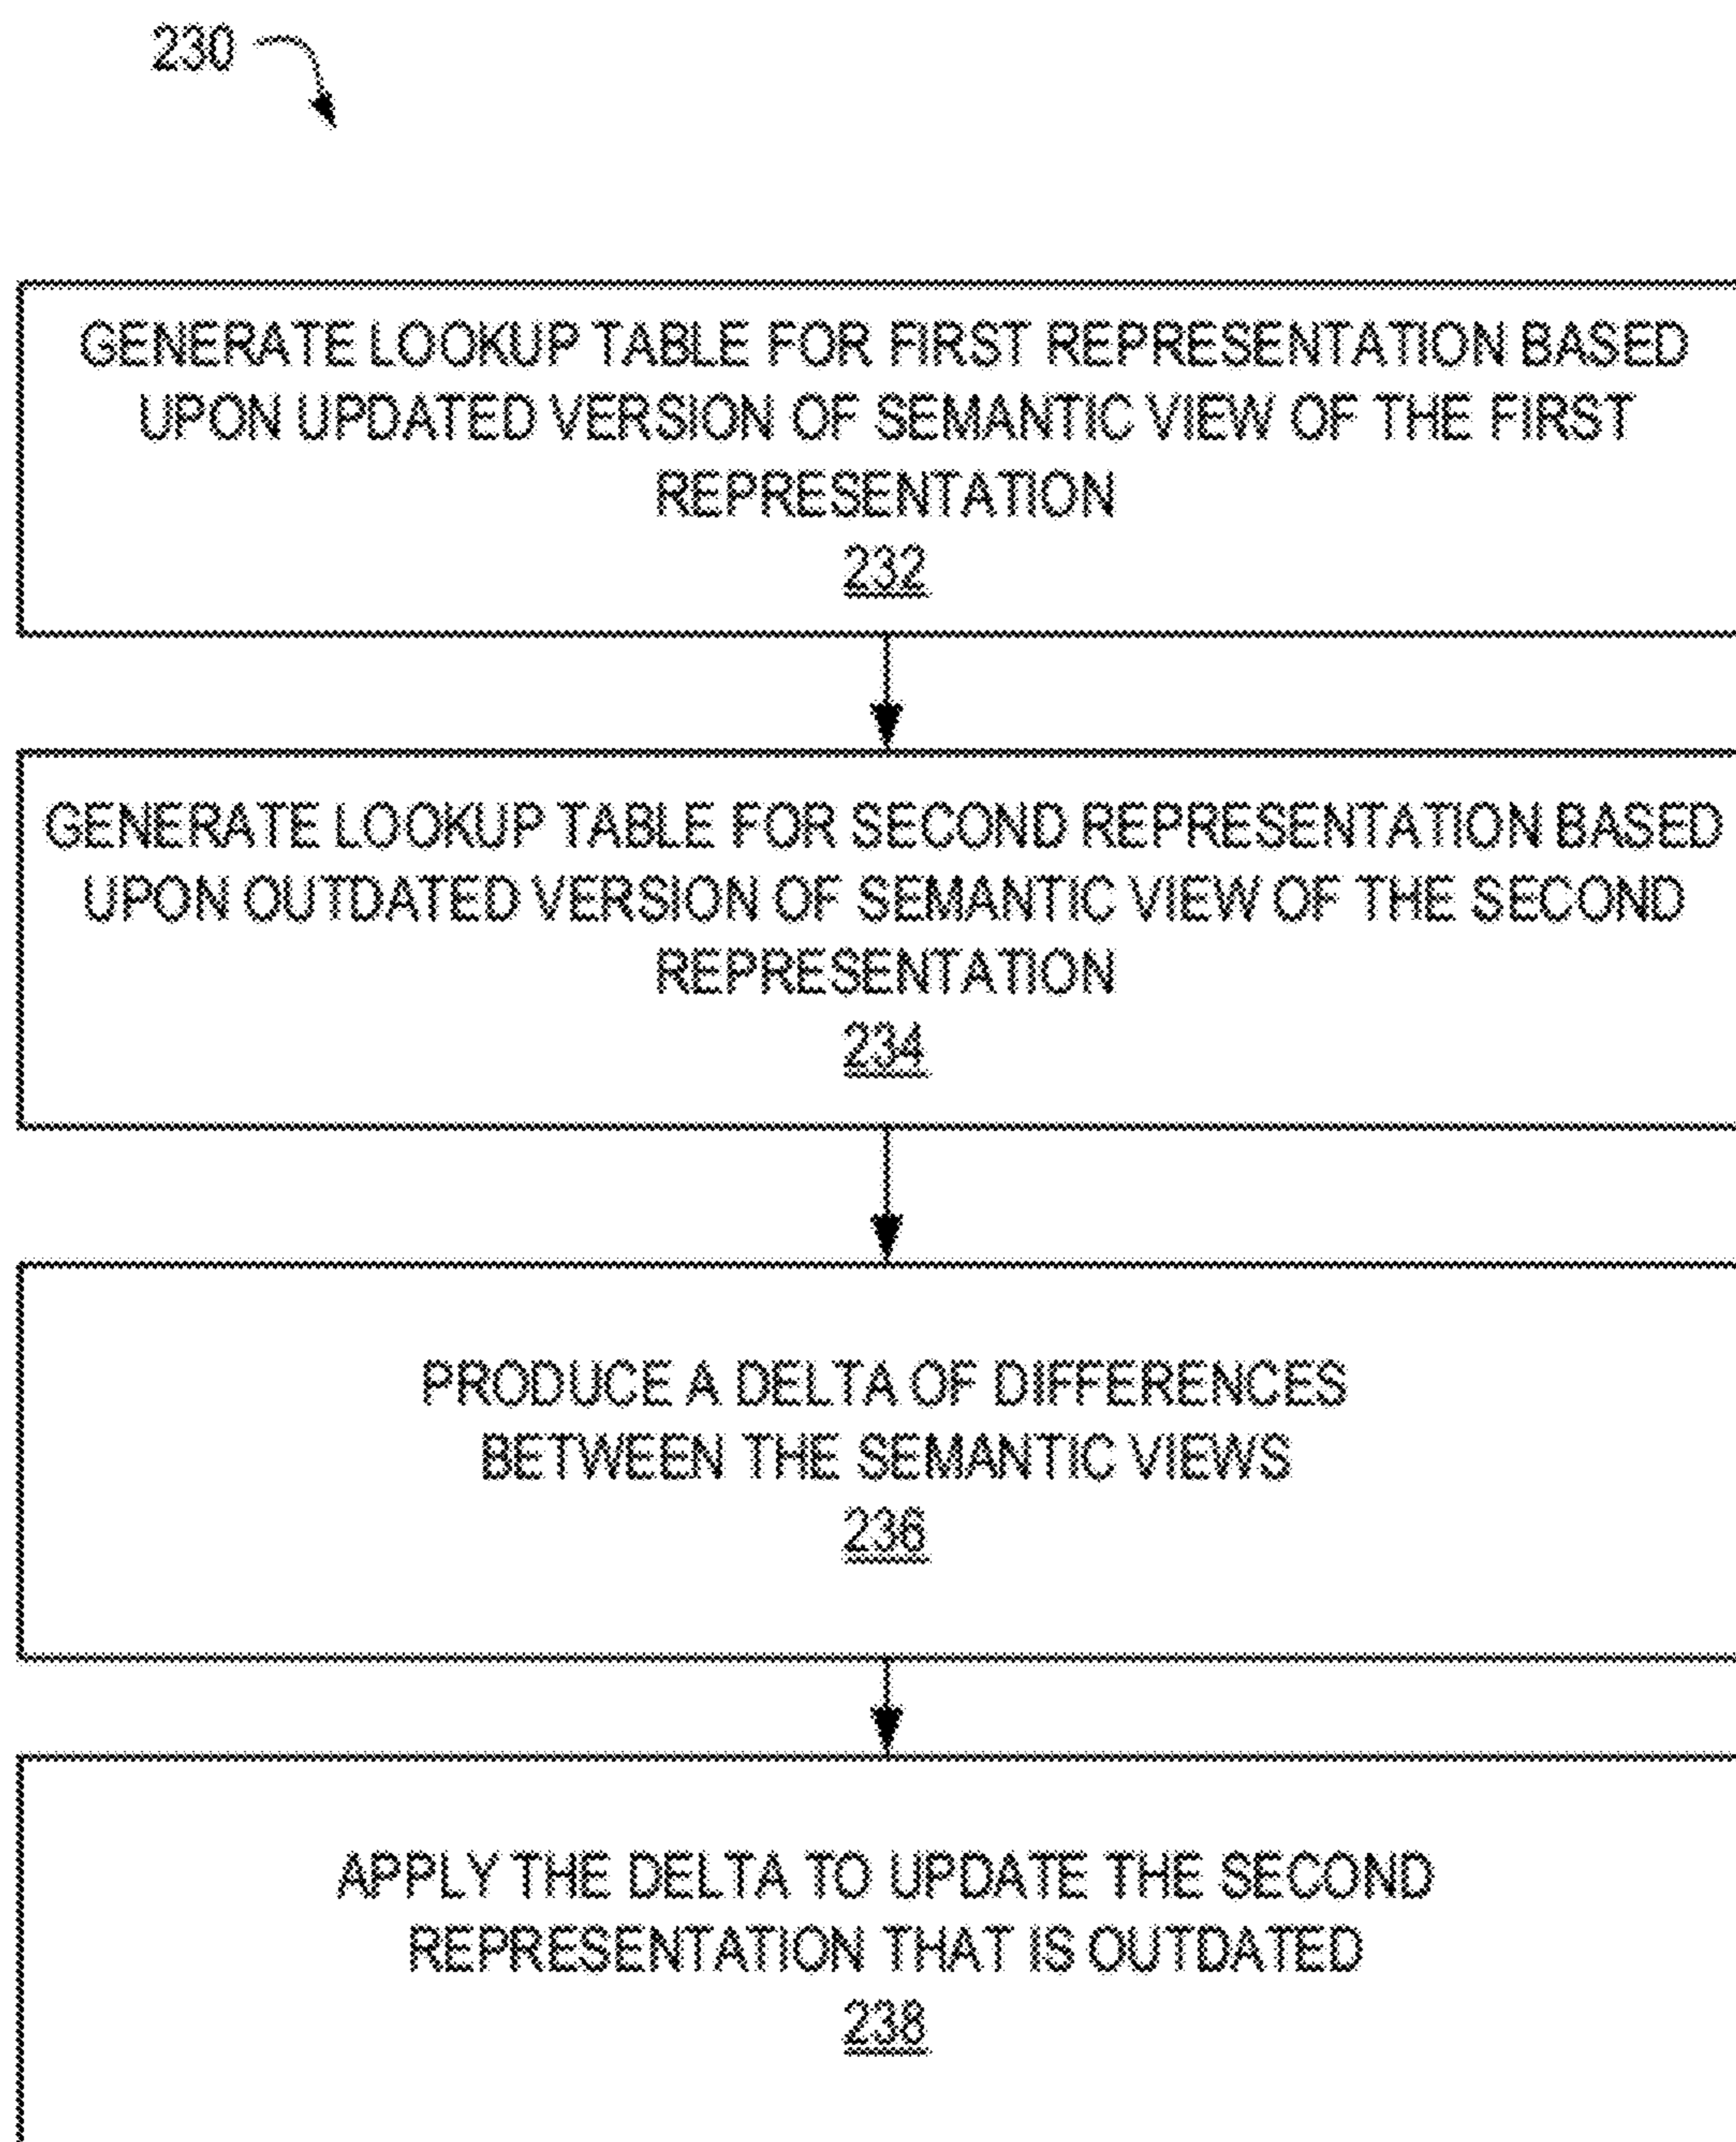 230
GENERATE LOOKUP TABLE FOR FIRST REPRESENTATION BASED
UPON UPDATED VERSION OF SEMANTIC VIEW OF THE FIRST
REPRESENTATION
232
GENERATE LOOKUP TABLE FOR SECOND REPRESENTATION BASED
UPON OUTDATED VERSION OF SEMANTIC VIEW OF THE SECOND
REPRESENTATION
234
PRODUCE A DELTA OF DIFFERENCES
BETWEEN THE SEMANTIC VIEWS
236
APPLY THE DELTA TO UPDATE THE SECOND
REPRESENTATION THAT IS OUTDATED
238